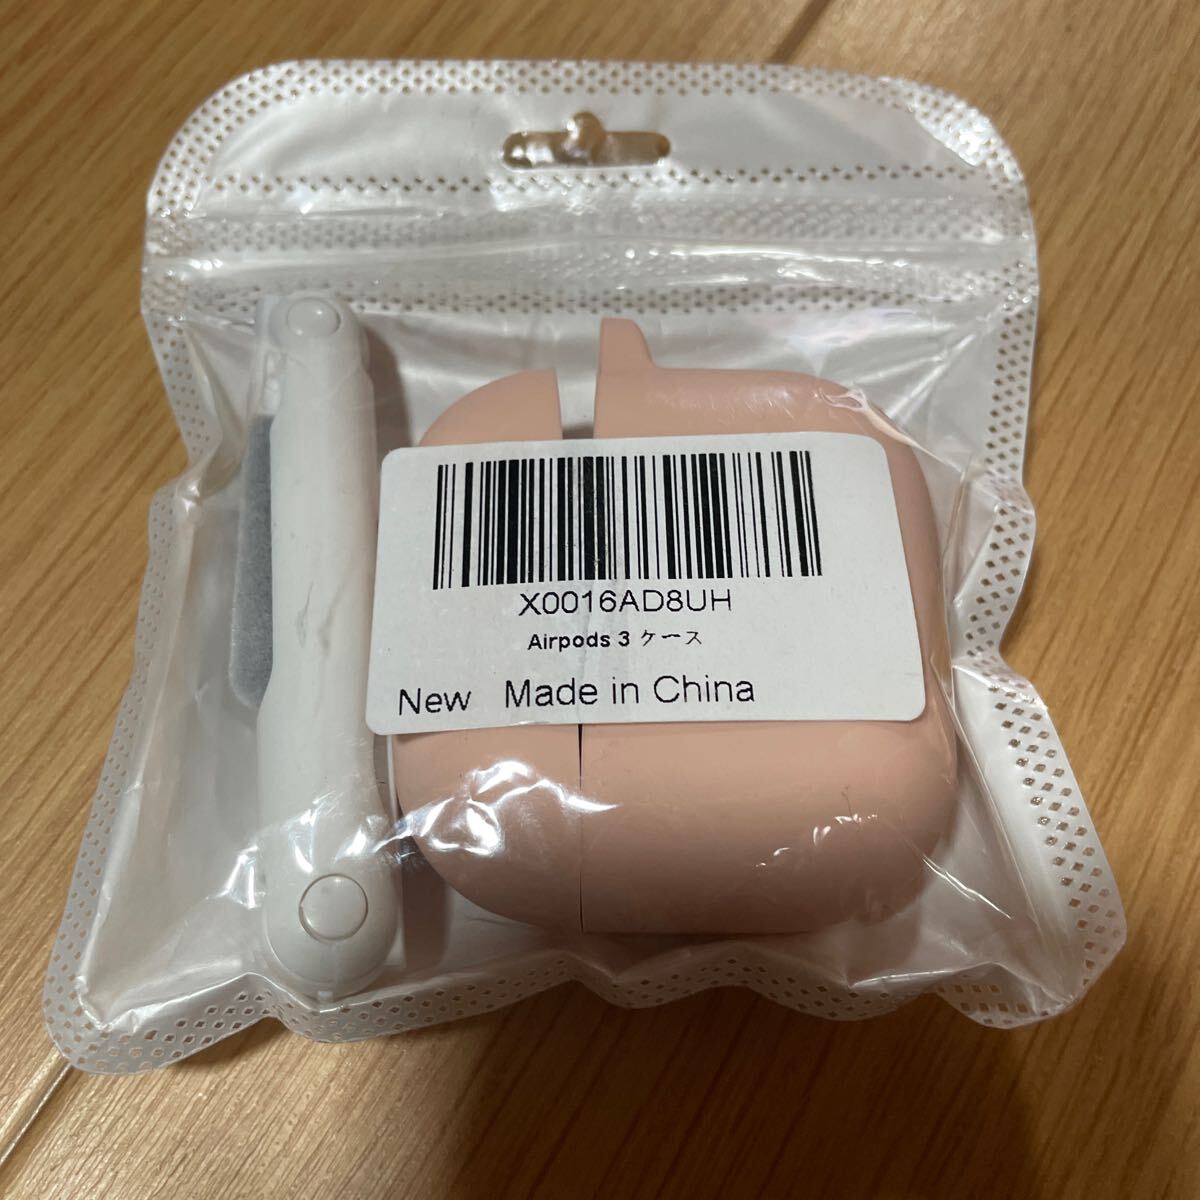 X0016AD8UH
Airpods 3 ケース
New Made in China